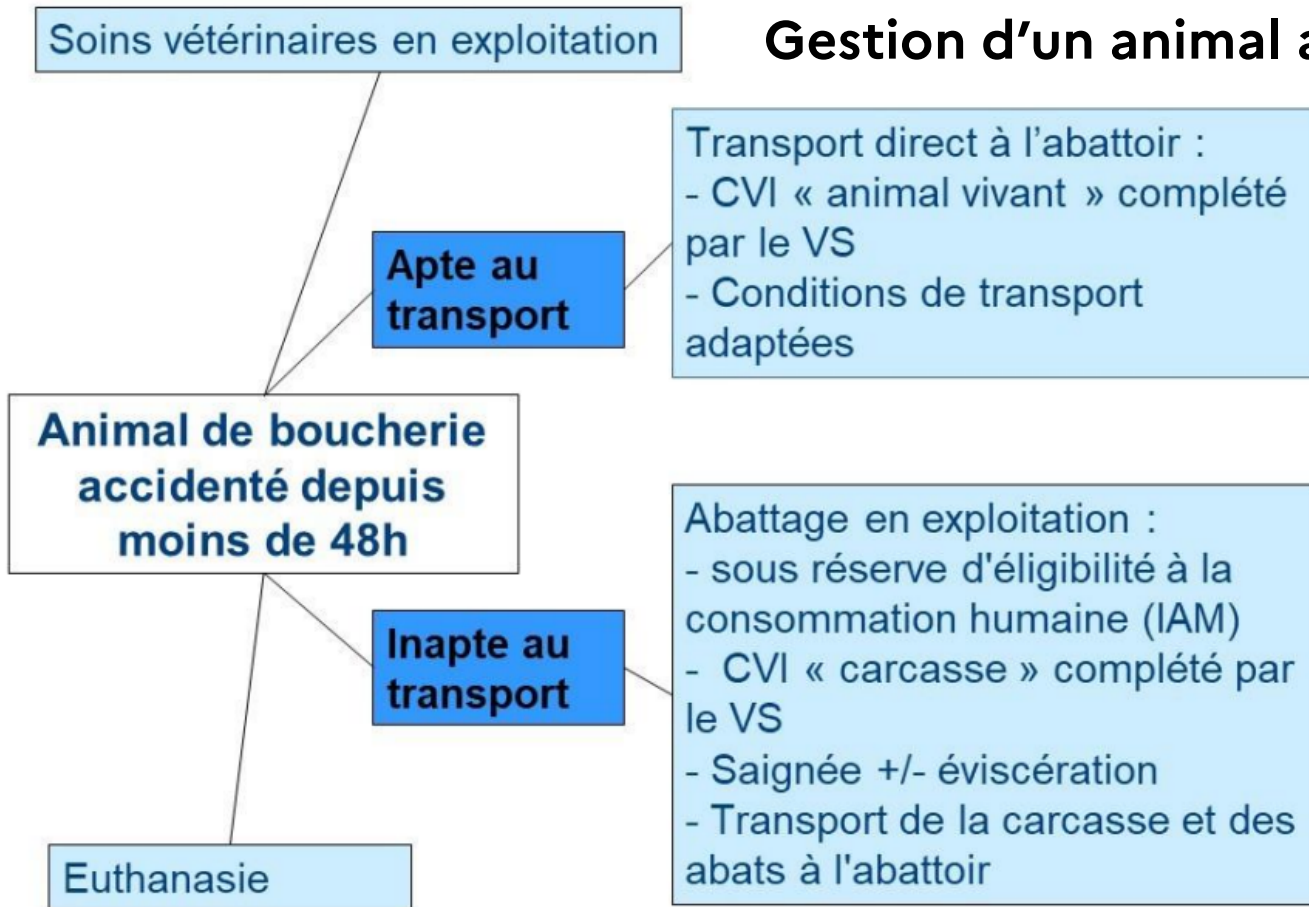 Soins vétérinaires en exploitation
Gestion d'un animal a
Transport direct à l'abattoir :
- CVI « animal vivant » complété
par le VS
- Conditions de transport
adaptées
Apte au
transport
Animal de boucherie
accidenté depuis
moins de 48h
Abattage en exploitation :
- sous réserve d'éligibilité à la
consommation humaine (IAM)
- CVI « carcasse » complété par
le VS
- Saignée +/- éviscération
- Transport de la carcasse et des
abats à l'abattoir
Inapte au
transport
Euthanasie